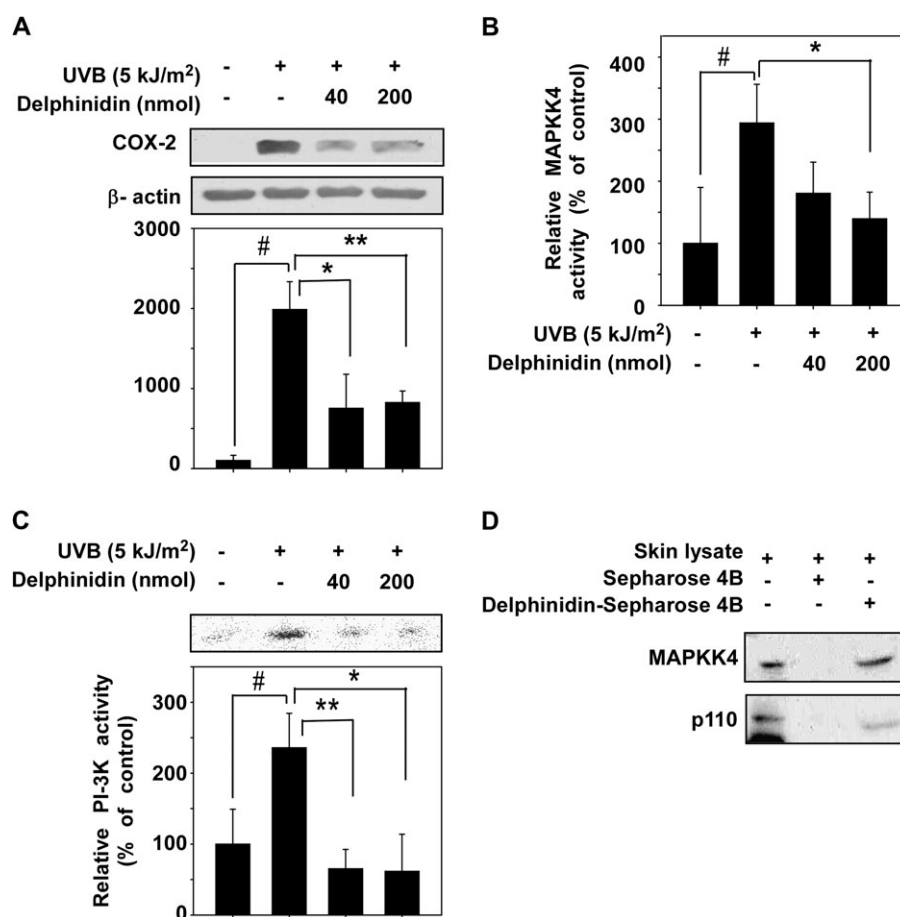 A
UVB (5 kJ/m²) - + + +
Delphinidin (nmol) - - 40 200
COX-2
β- actin
3000
2000
1000
0
# * **
B
Relative MAPKK4
activity (% of control)
400
300
200
100
0
# *
UVB (5 kJ/m²) - + + +
Delphinidin (nmol) - - 40 200
C
UVB (5 kJ/m²) - + + +
Delphinidin (nmol) - - 40 200
Relative PI-3K activity
(% of control)
300
200
100
0
# ** *
D
Skin lysate + + +
Sepharose 4B - + -
Delphinidin-Sepharose 4B - - +
MAPKK4
p110